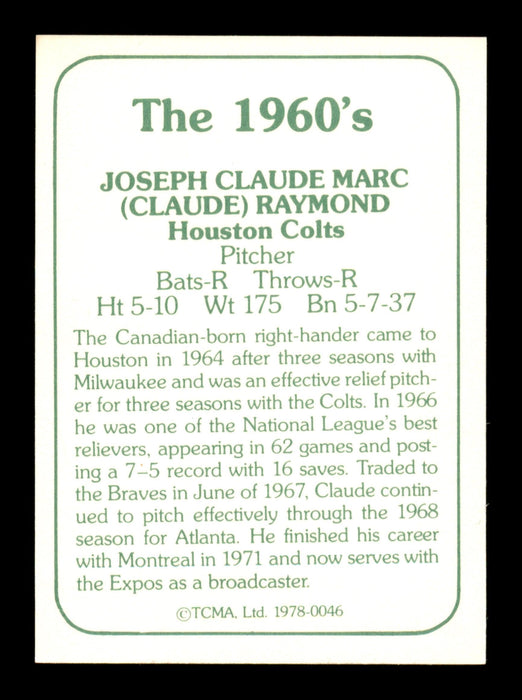 The 1960's
JOSEPH CLAUDE MARC
(CLAUDE) RAYMOND
Houston Colts
Pitcher
Bats-R Throws-R
Ht 5-10 Wt 175 Bn 5-7-37
The Canadian-born right-hander came to
Houston in 1964 after three seasons with
Milwaukee and was an effective relief pitch-
er for three seasons with the Colts. In 1966
he was one of the National League's best
relievers, appearing in 62 games and post-
ing a 7-5 record with 16 saves. Traded to
the Braves in June of 1967, Claude contin-
ued to pitch effectively through the 1968
season for Atlanta. He finished his career
with Montreal in 1971 and now serves with
the Expos as a broadcaster.
©TCMA, Ltd. 1978-0046